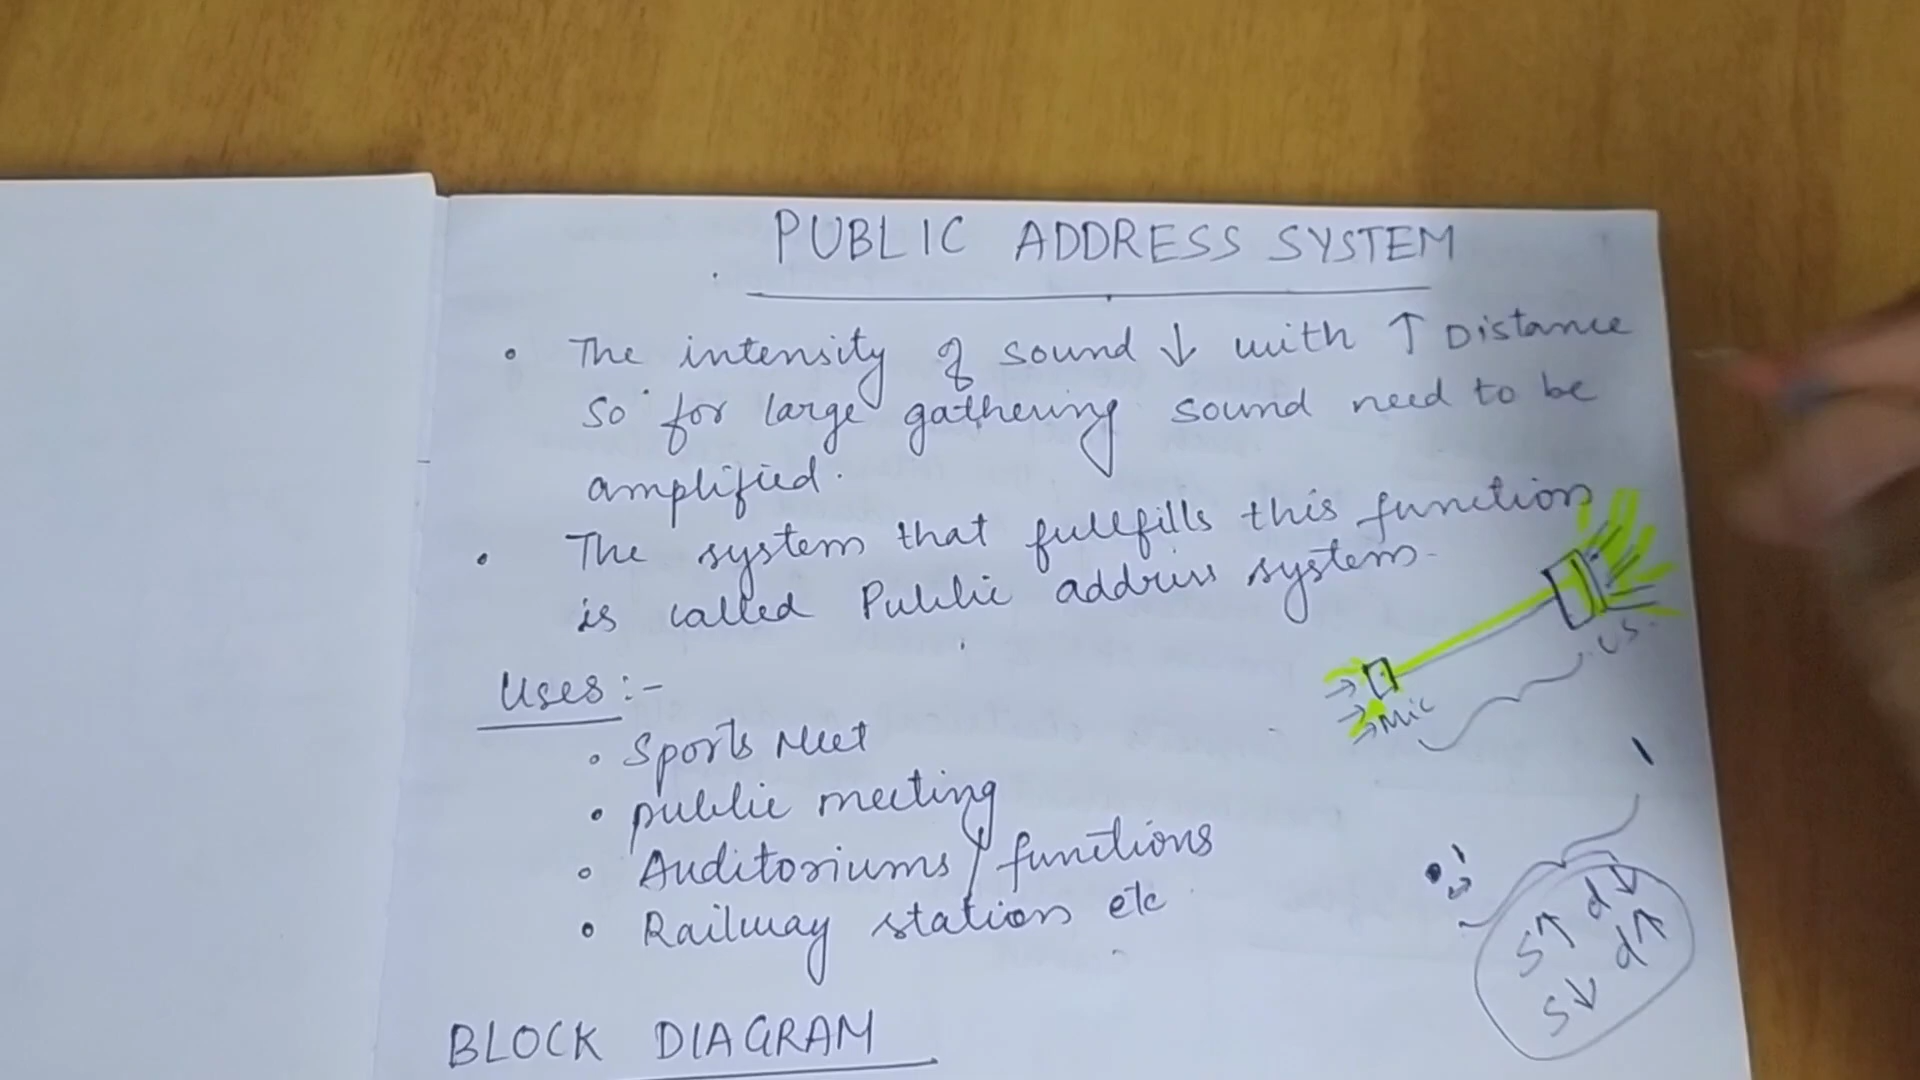 PUBLIC ADDRESS SYSTEM
• The intensity of sound ↓ with ↑ Distance
so for large gathering sound need to be
amplified.
• The system that fullfills this function
is called Public address system.
Uses :-
• Sports Meet
• public meeting
• Auditoriums / functions
• Railway station etc
BLOCK DIAGRAM
Mic
S↑ d↓
S↓ d↑